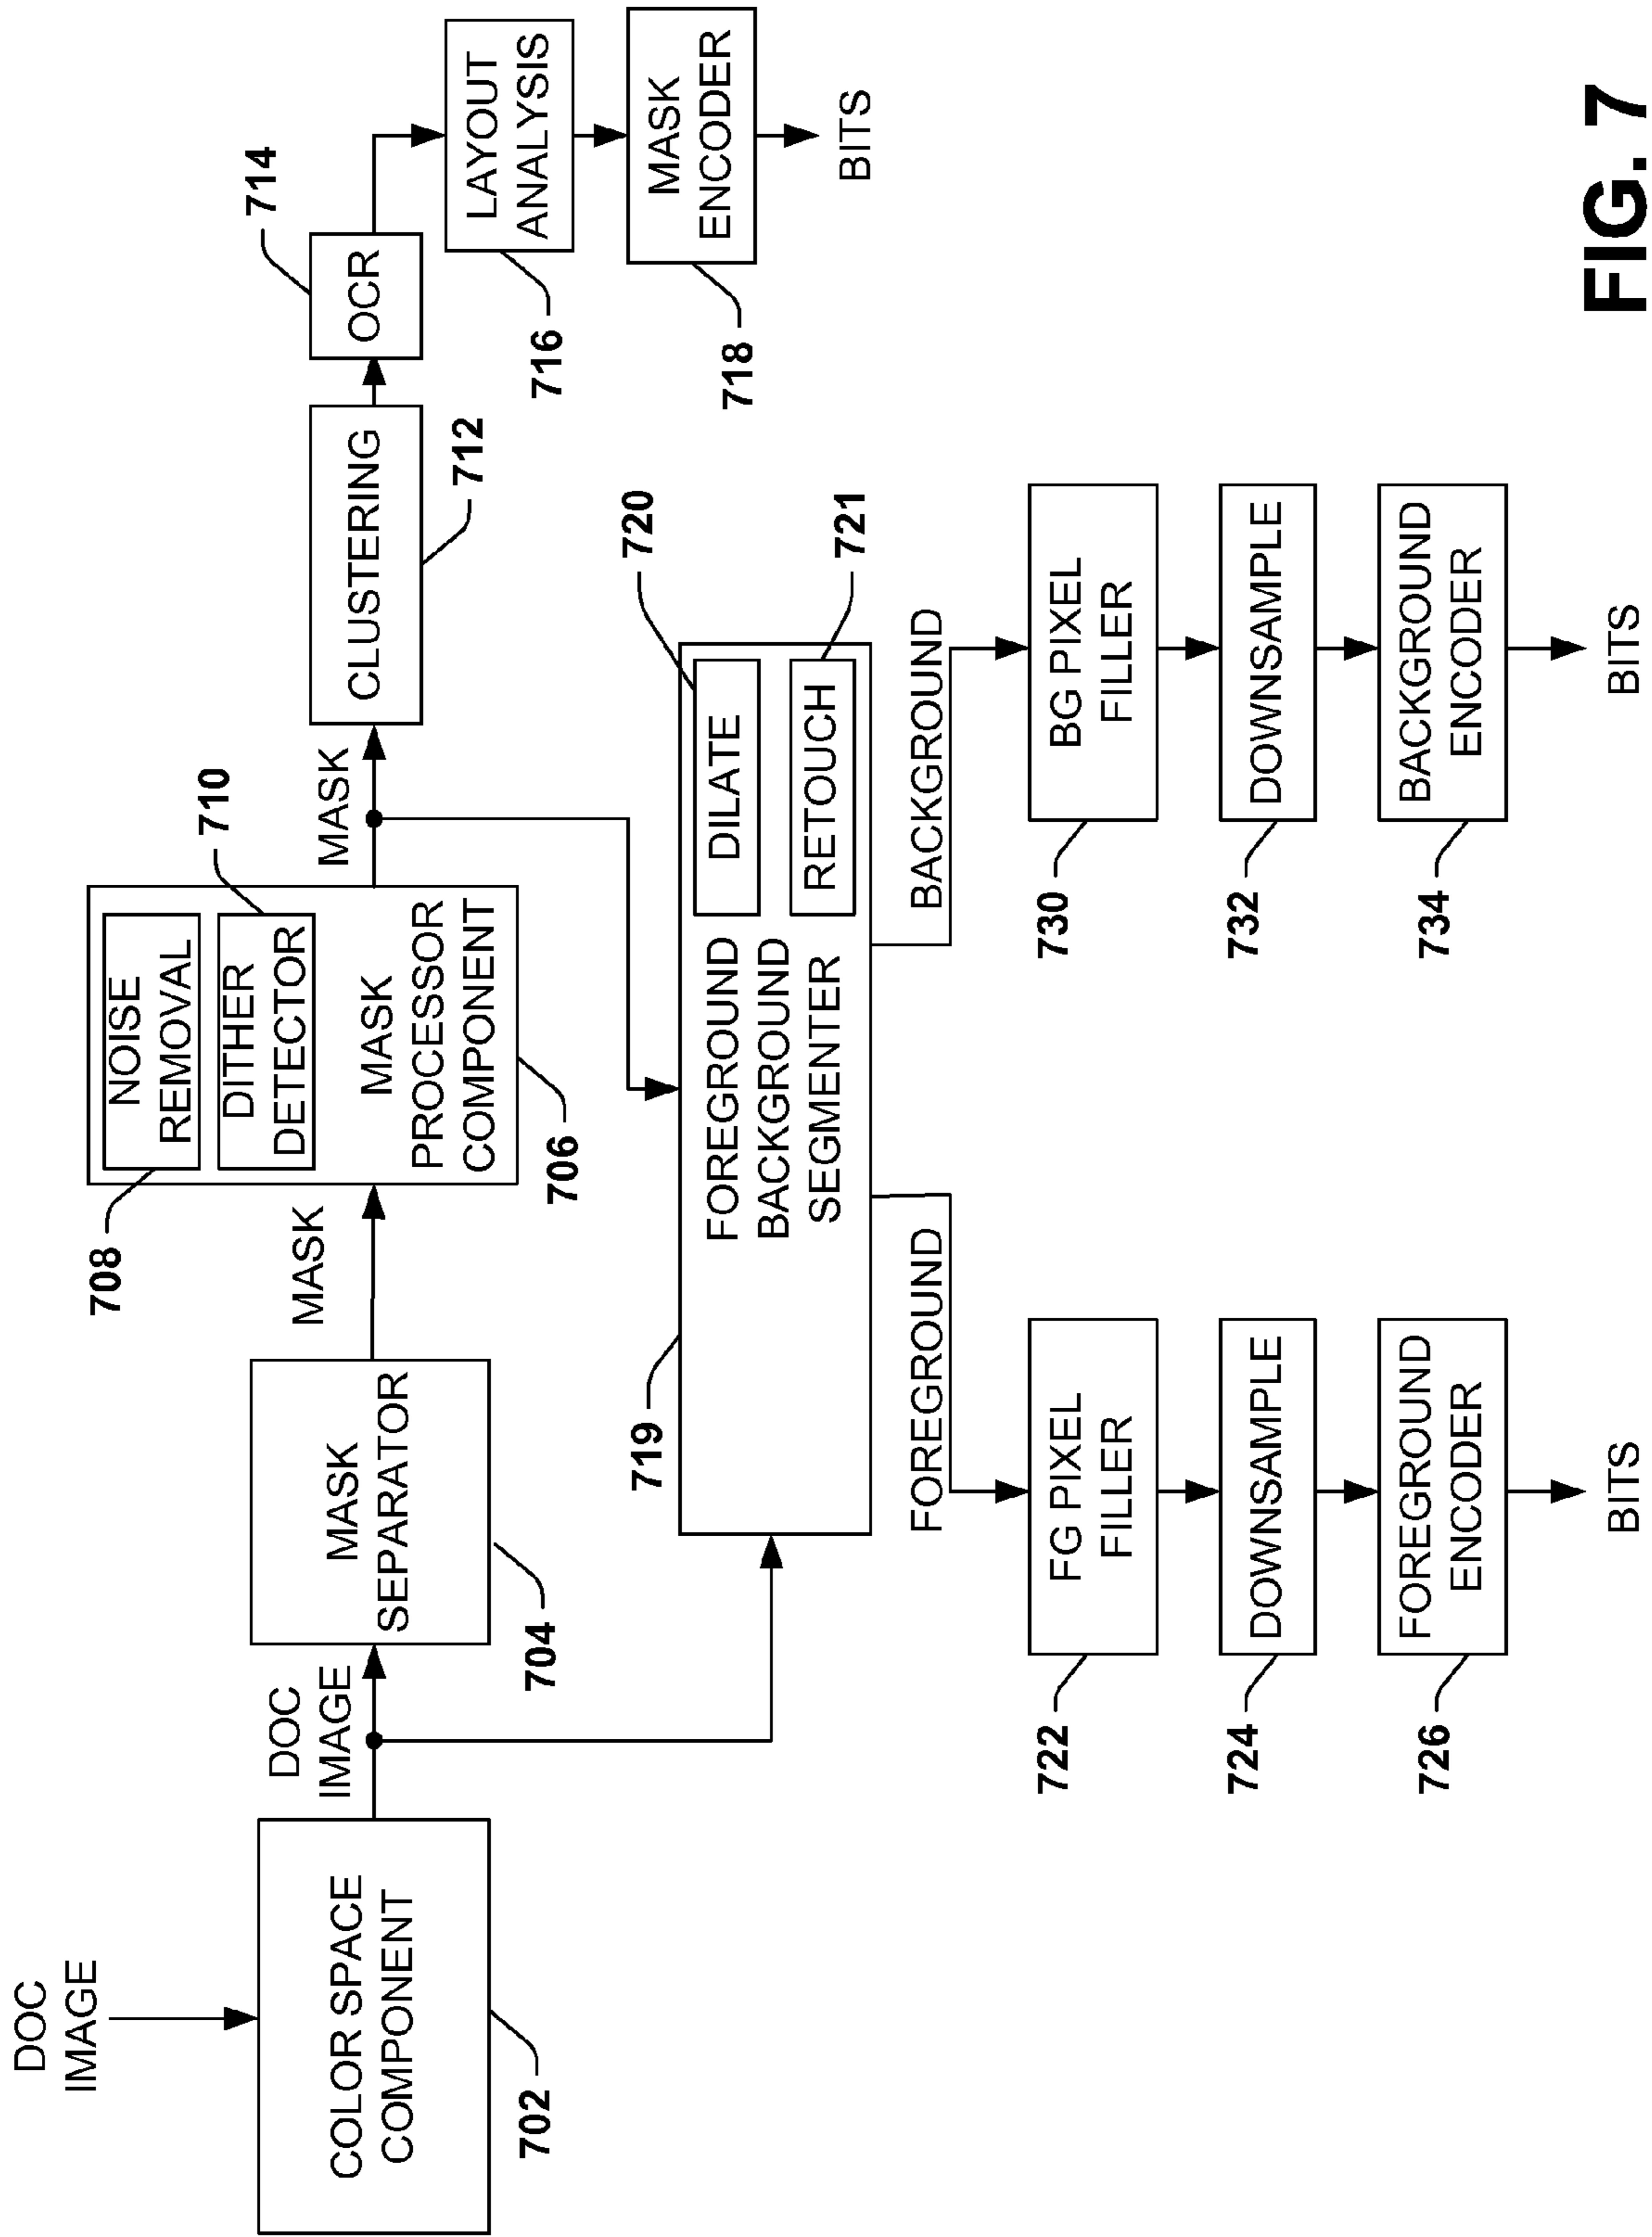 DOC
IMAGE
COLOR SPACE
COMPONENT
702
DOC
IMAGE
MASK
SEPARATOR
704
MASK
708
NOISE
REMOVAL
710
DITHER
DETECTOR
MASK
PROCESSOR
COMPONENT
706
MASK
CLUSTERING
712
714
OCR
LAYOUT
ANALYSIS
716
MASK
ENCODER
718
BITS
719
FOREGROUND
BACKGROUND
SEGMENTER
720
DILATE
721
RETOUCH
FOREGROUND
FG PIXEL
FILLER
722
DOWNSAMPLE
724
FOREGROUND
ENCODER
726
BITS
BACKGROUND
BG PIXEL
FILLER
730
DOWNSAMPLE
732
BACKGROUND
ENCODER
734
BITS
FIG. 7